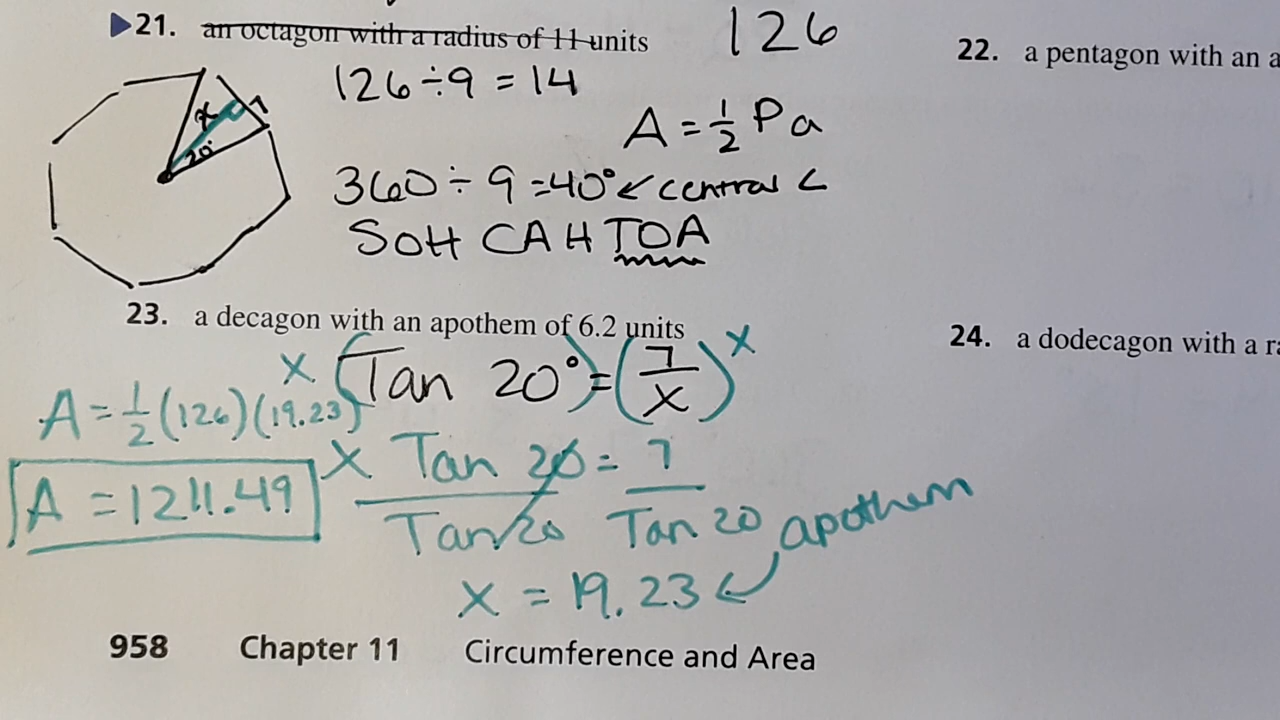 ▶21. an octagon with a radius of 11 units
126
22. a pentagon with an a
126 ÷ 9 = 14
A = 1/2 Pa
x
7
20°
360 ÷ 9 = 40° ↙ central <
SOH CAH TOA
23. a decagon with an apothem of 6.2 units
24. a dodecagon with a ra
x (Tan 20°) = (7/x) x
A = 1/2 (126)(19.23)
x Tan 20 / Tan 20 = 7 / Tan 20
A = 1211.49
apothem
x = 19.23 ↙
958 Chapter 11 Circumference and Area